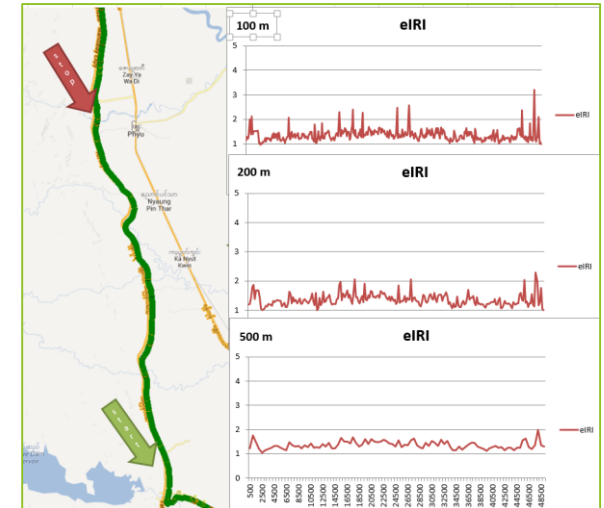 stop
Zay Ya
Wa Di
Phyu
Nyaung
Pin Thar
Ka Nyut
Kwin
start
100 m
eIRI
5
4
3
2
1
eIRI
200 m
eIRI
5
4
3
2
1
eIRI
500 m
eIRI
5
4
3
2
1
0
eIRI
500
2500
4500
6500
8500
10500
12500
14500
16500
18500
20500
22500
24500
26500
28500
30500
32500
34500
36500
38500
40500
42500
44500
46500
48500